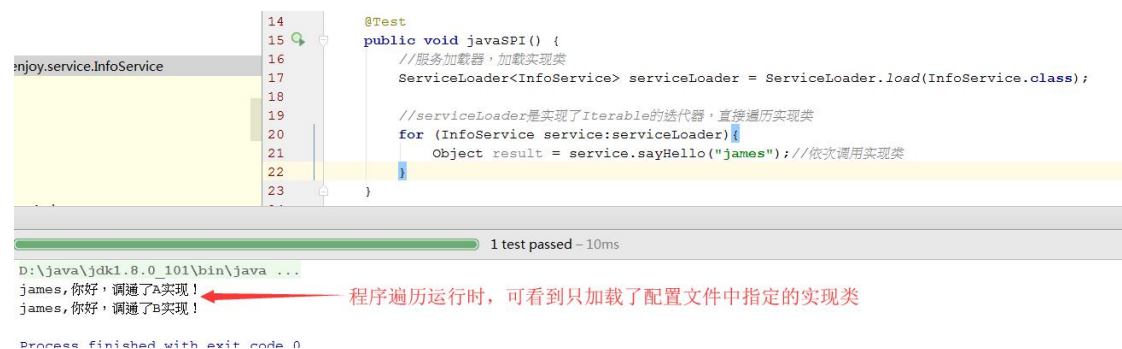 14 @Test
15 public void javaSPI() {
16 //服务加载器，加载实现类
enjoy.service.InfoService
17 ServiceLoader<InfoService> serviceLoader = ServiceLoader.load(InfoService.class);
18
19 //serviceLoader是实现了Iterable的迭代器，直接遍历实现类
20 for (InfoService service:serviceLoader){
21 Object result = service.sayHello("james");//依次调用实现类
22 }
23 }
1 test passed – 10ms
D:\java\jdk1.8.0_101\bin\java ...
james,你好，调通了A实现！
程序遍历运行时，可看到只加载了配置文件中指定的实现类
james,你好，调通了B实现！
Process finished with exit code 0